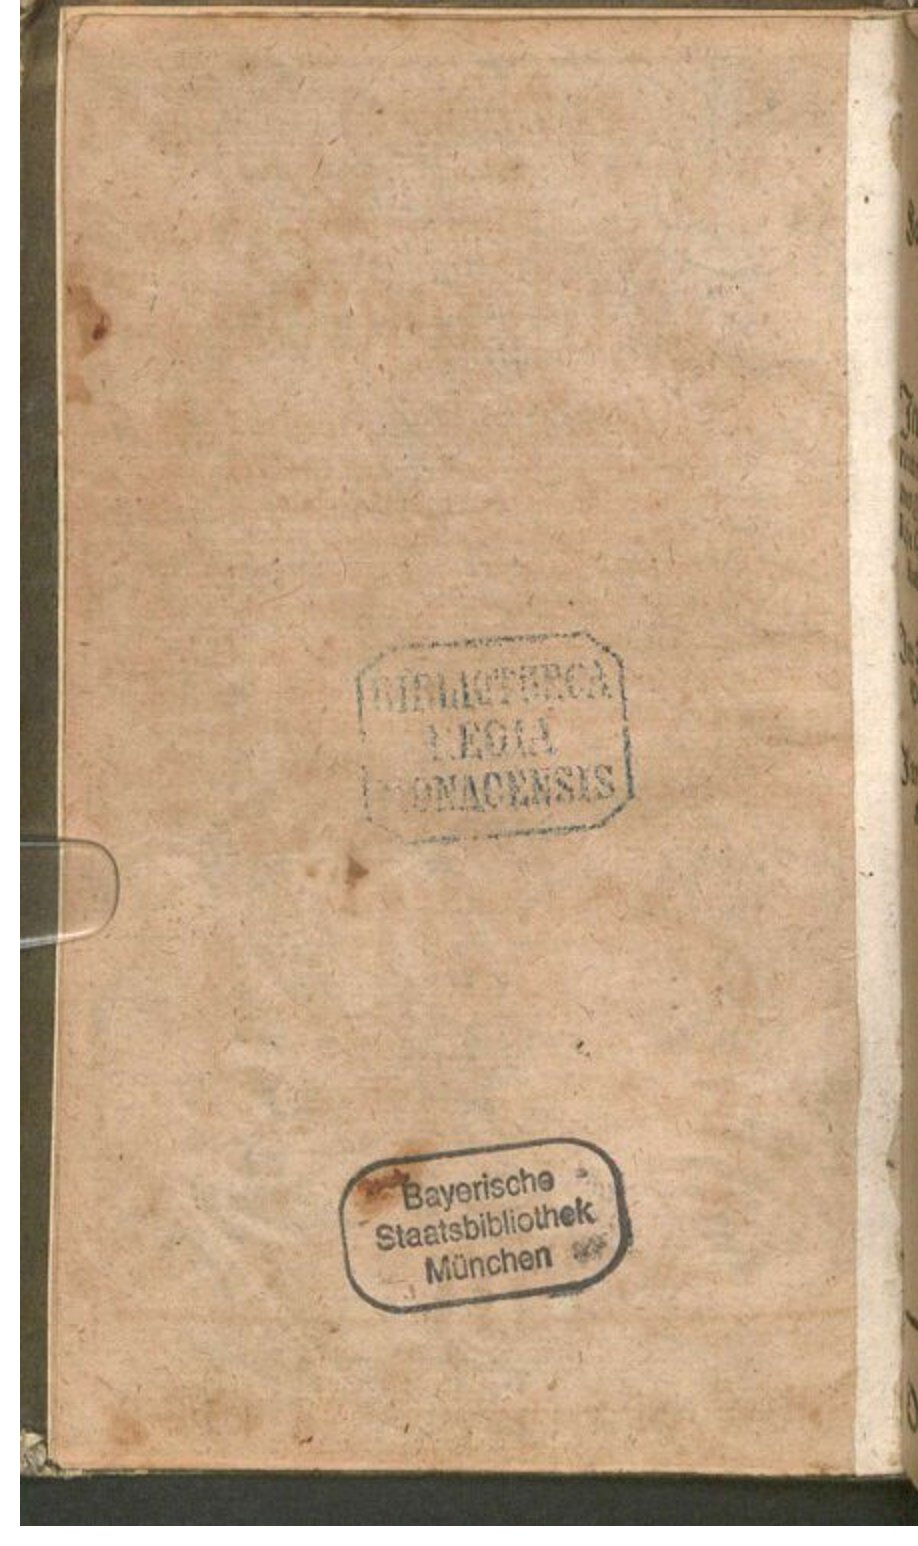 BIBLIOTHECA
REGIA
MONACENSIS
Bayerische
Staatsbibliothek
München